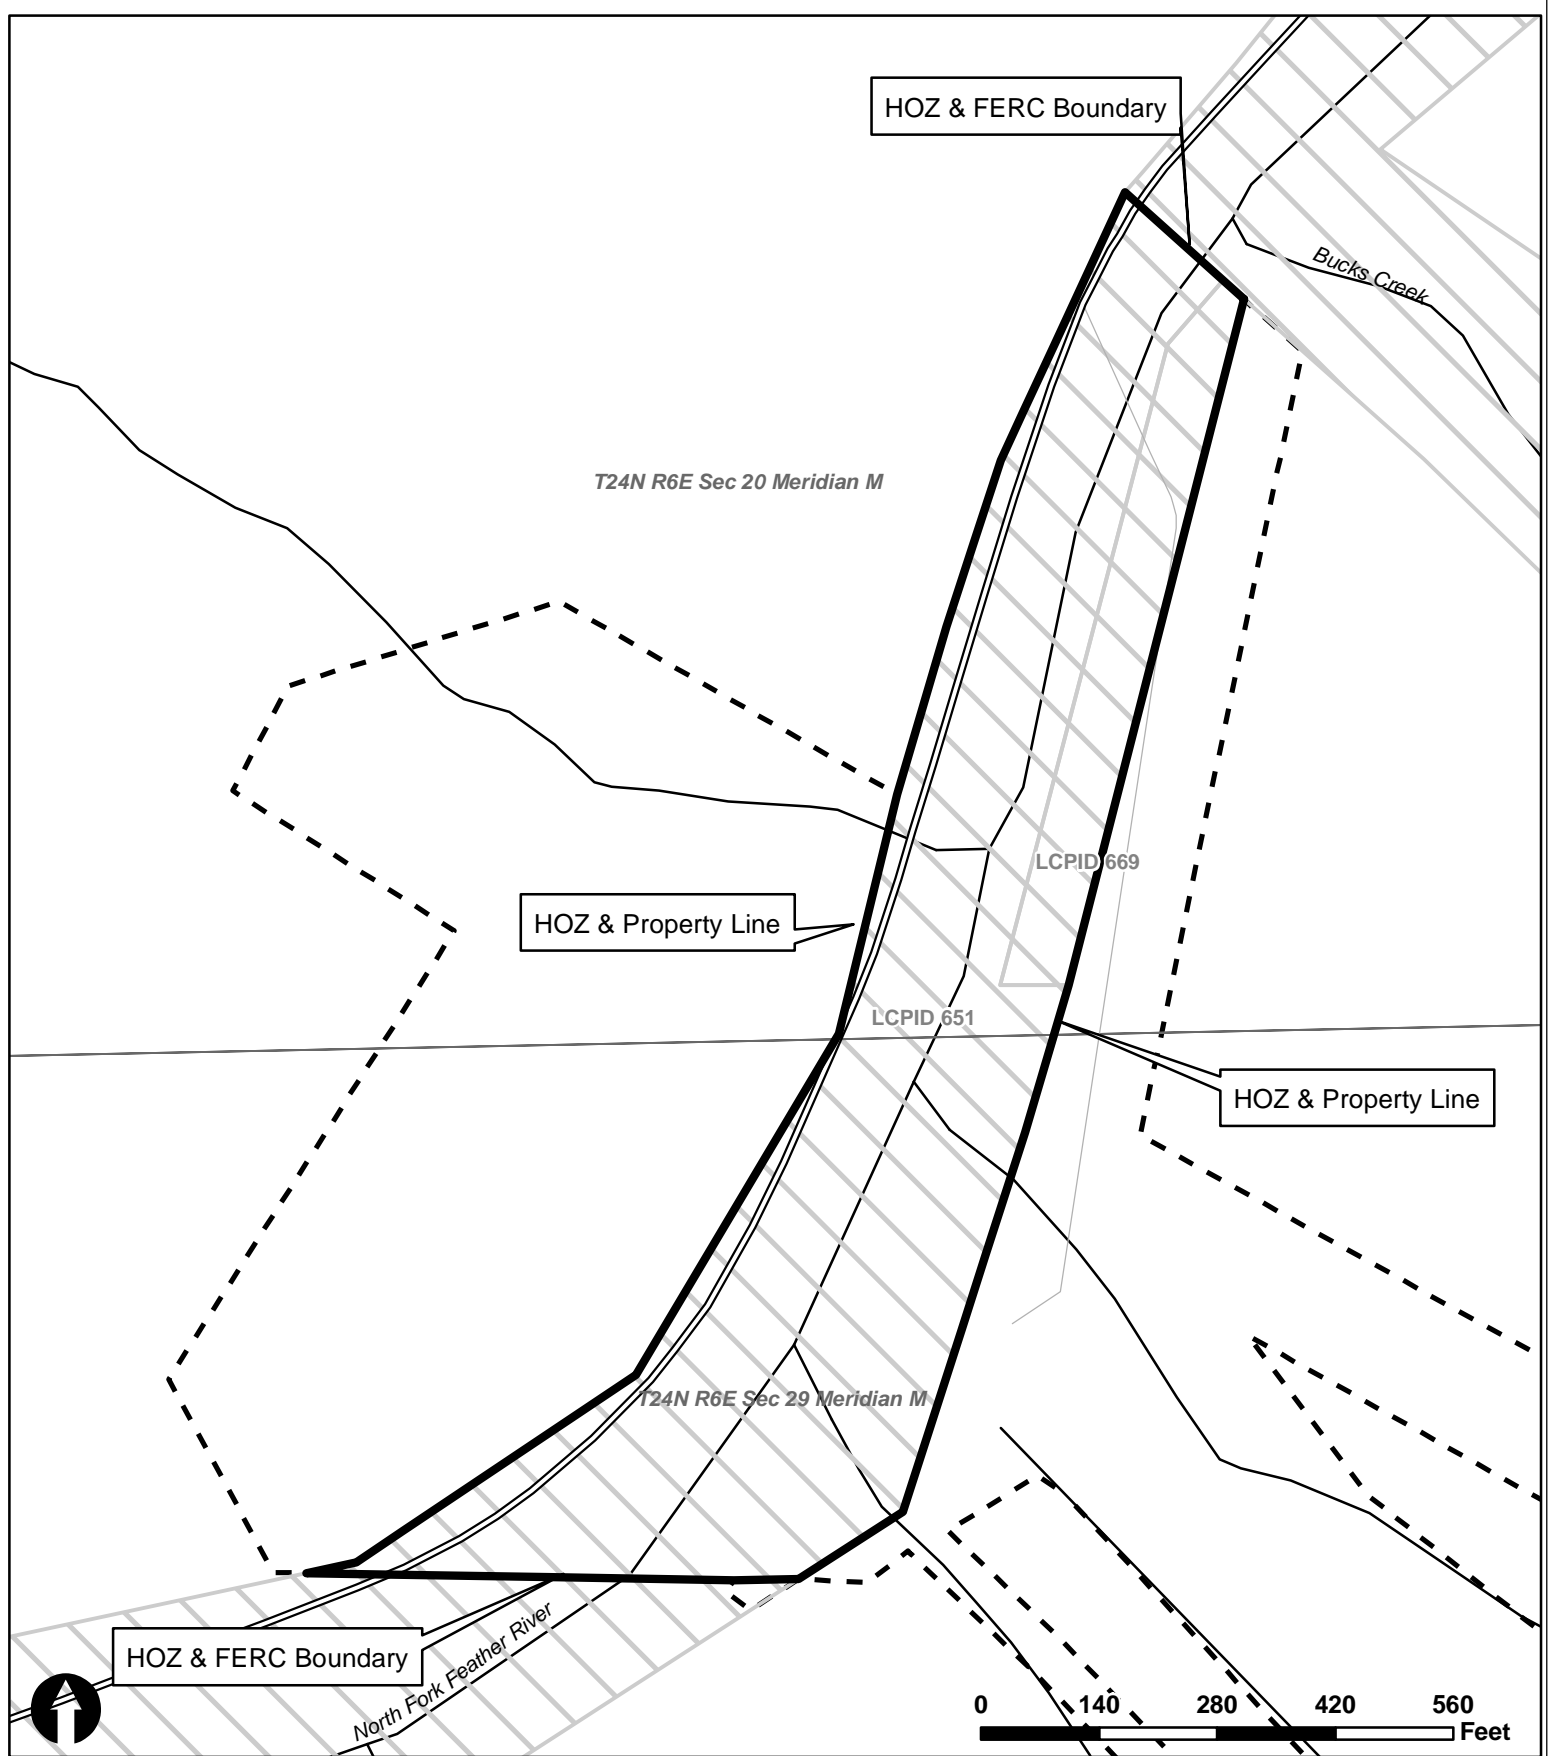 HOZ & FERC Boundary
Bucks Creek
T24N R6E Sec 20 Meridian M
LCPID 669
HOZ & Property Line
LCPID 651
HOZ & Property Line
T24N R6E Sec 29 Meridian M
HOZ & FERC Boundary
North Fork Feather River
0 140 280 420 560
Feet